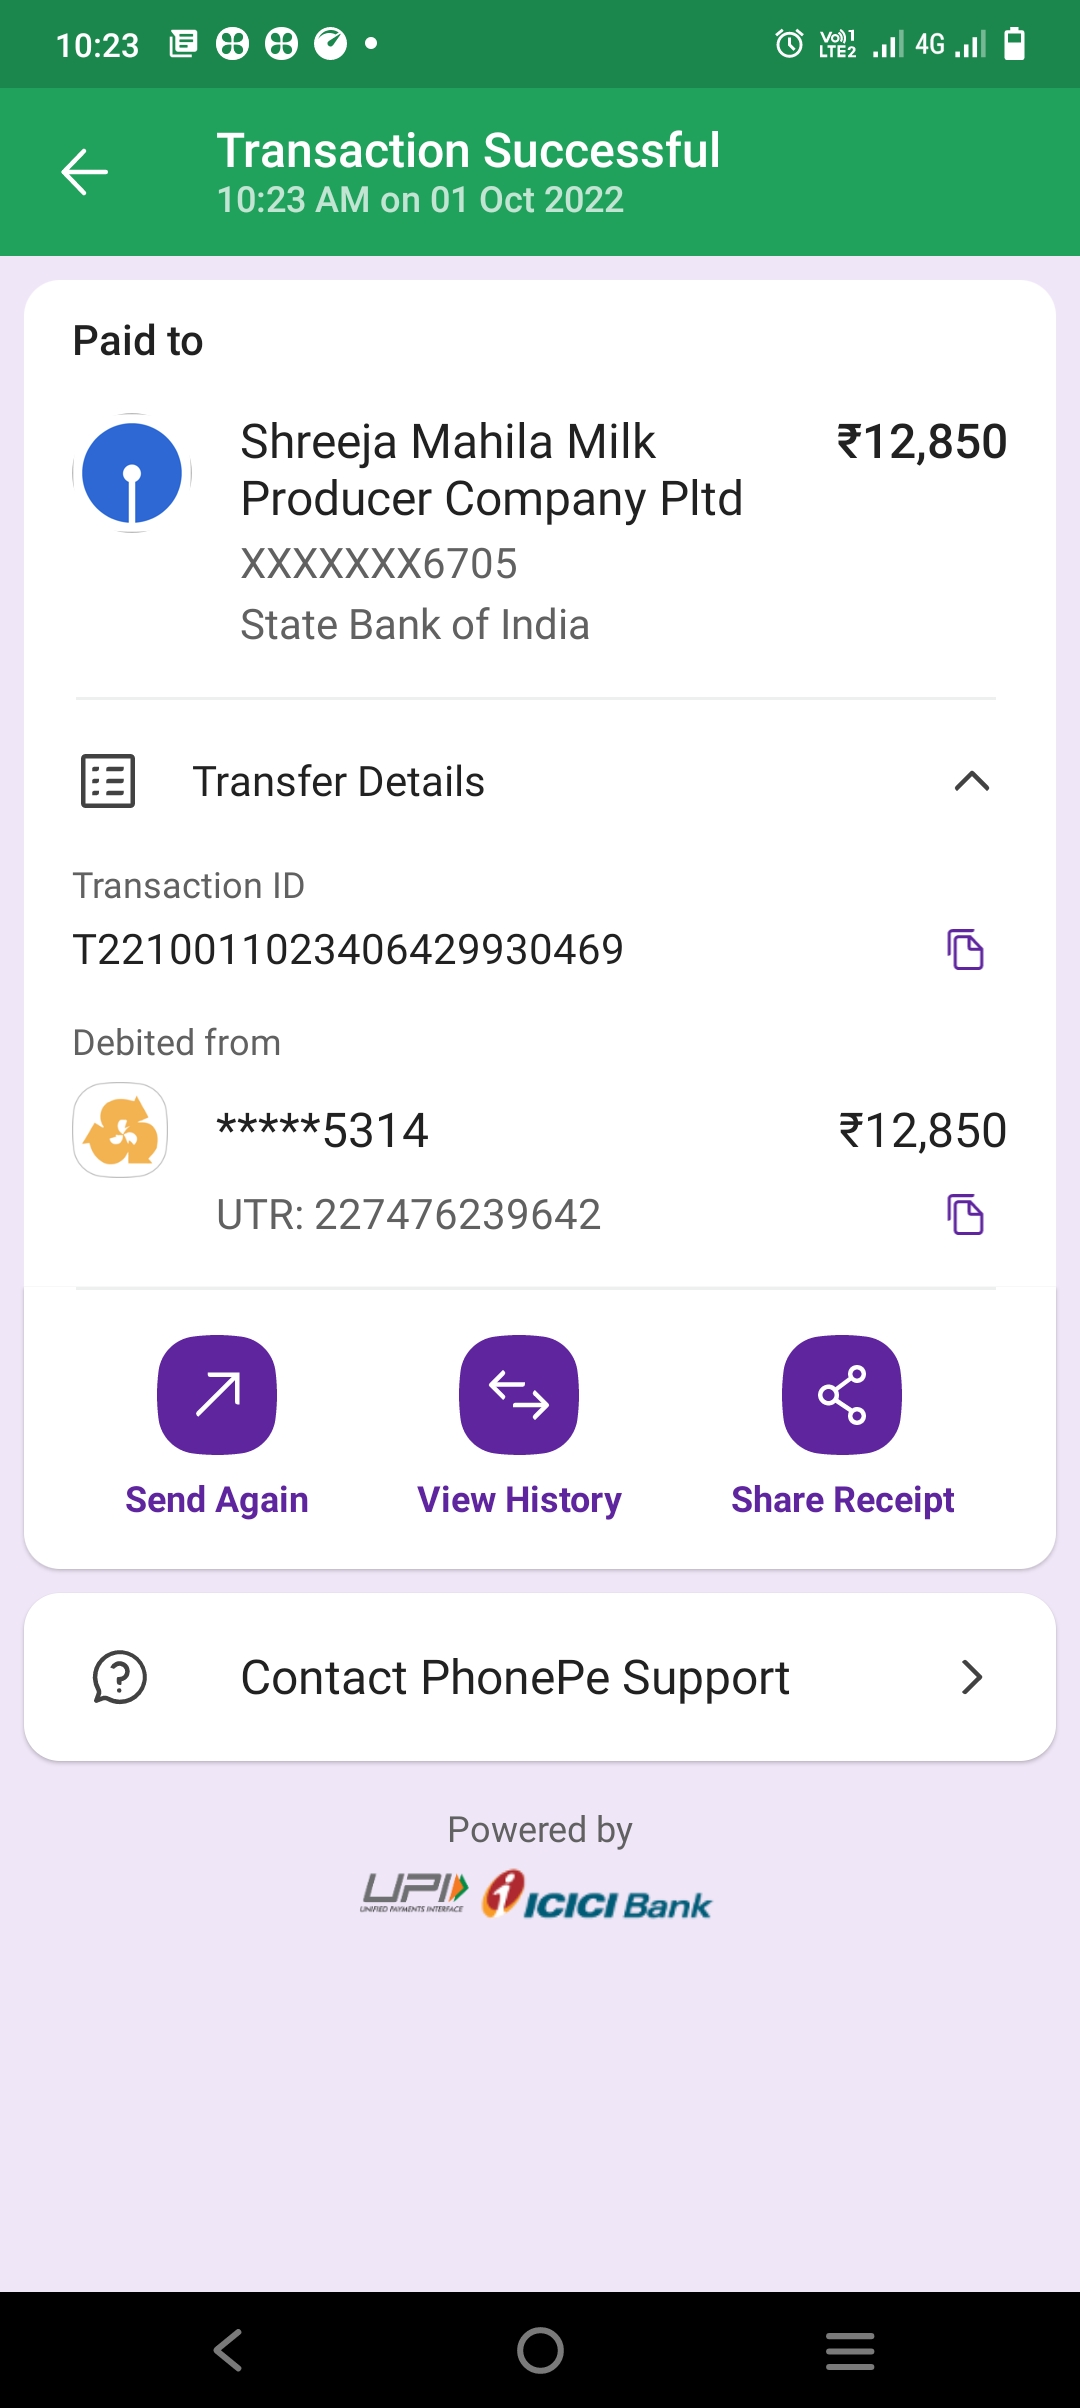 10:23
Vo)) 1
LTE2
4G
Transaction Successful
10:23 AM on 01 Oct 2022
Paid to
Shreeja Mahila Milk
Producer Company Pltd
₹12,850
XXXXXXX6705
State Bank of India
Transfer Details
Transaction ID
T2210011023406429930469
Debited from
*****5314
₹12,850
UTR: 227476239642
Send Again
View History
Share Receipt
Contact PhonePe Support
Powered by
UPI
UNIFIED PAYMENTS INTERFACE
ICICI Bank